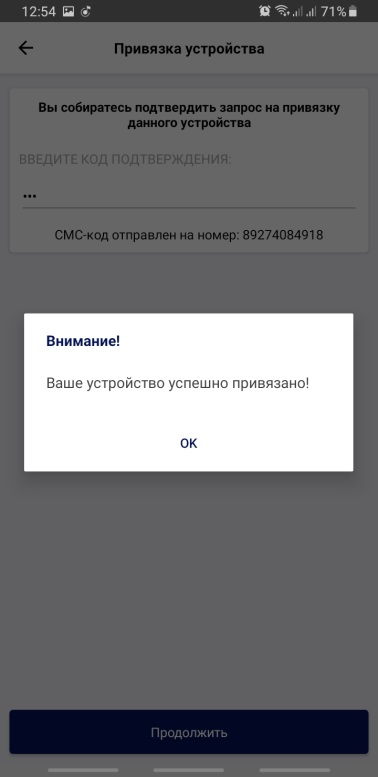 12:54 71%
Привязка устройства
Вы собиратесь подтвердить запрос на привязку
данного устройства
ВВЕДИТЕ КОД ПОДТВЕРЖДЕНИЯ:
•••
СМС-код отправлен на номер: 89274084918
Внимание!
Ваше устройство успешно привязано!
OK
Продолжить